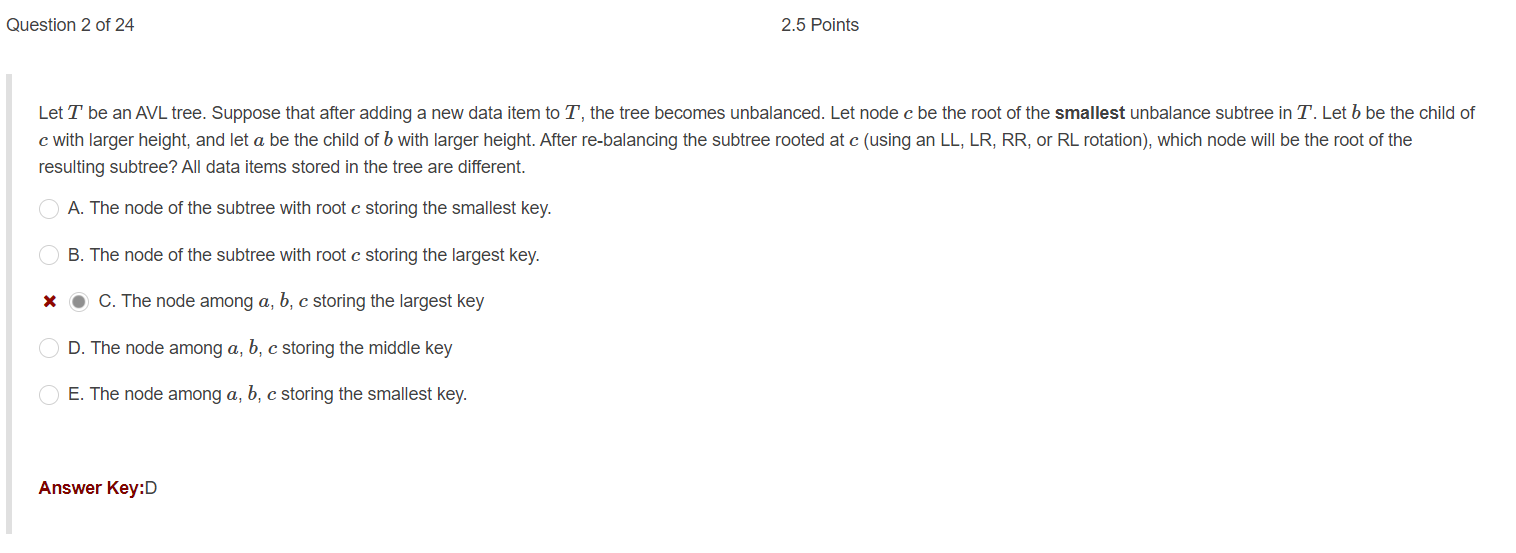 Question 2 of 24
2.5 Points
Let T be an AVL tree. Suppose that after adding a new data item to T, the tree becomes unbalanced. Let node c be the root of the smallest unbalance subtree in T. Let b be the child of
c with larger height, and let a be the child of b with larger height. After re-balancing the subtree rooted at c (using an LL, LR, RR, or RL rotation), which node will be the root of the
resulting subtree? All data items stored in the tree are different.
A. The node of the subtree with root c storing the smallest key.
B. The node of the subtree with root c storing the largest key.
✖ C. The node among a, b, c storing the largest key
D. The node among a, b, c storing the middle key
E. The node among a, b, c storing the smallest key.
Answer Key:D